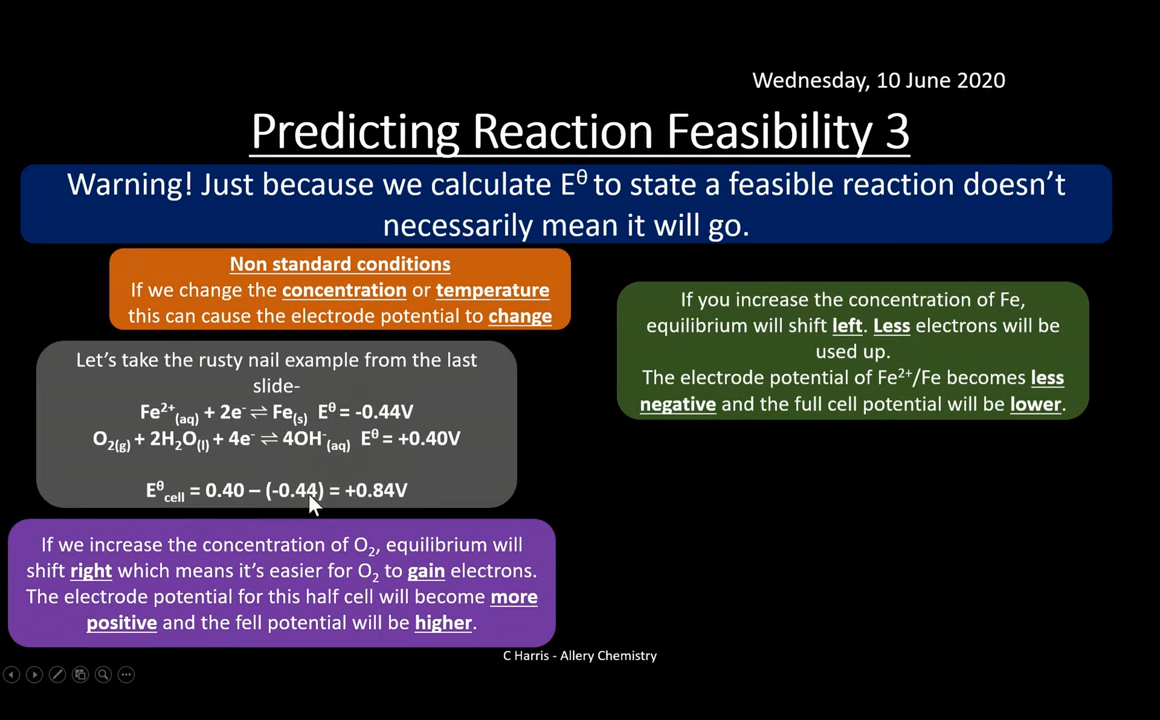 Wednesday, 10 June 2020
Predicting Reaction Feasibility 3
Warning! Just because we calculate Eᶿ to state a feasible reaction doesn’t
necessarily mean it will go.
Non standard conditions
If we change the concentration or temperature
this can cause the electrode potential to change
Let’s take the rusty nail example from the last
slide-
Fe²⁺(aq) + 2e⁻ ⇌ Fe(s) Eᶿ = -0.44V
O₂(g) + 2H₂O(l) + 4e⁻ ⇌ 4OH⁻(aq) Eᶿ = +0.40V
Eᶿcell = 0.40 – (-0.44) = +0.84V
If we increase the concentration of O₂, equilibrium will
shift right which means it’s easier for O₂ to gain electrons.
The electrode potential for this half cell will become more
positive and the fell potential will be higher.
If you increase the concentration of Fe,
equilibrium will shift left. Less electrons will be
used up.
The electrode potential of Fe²⁺/Fe becomes less
negative and the full cell potential will be lower.
C Harris - Allery Chemistry